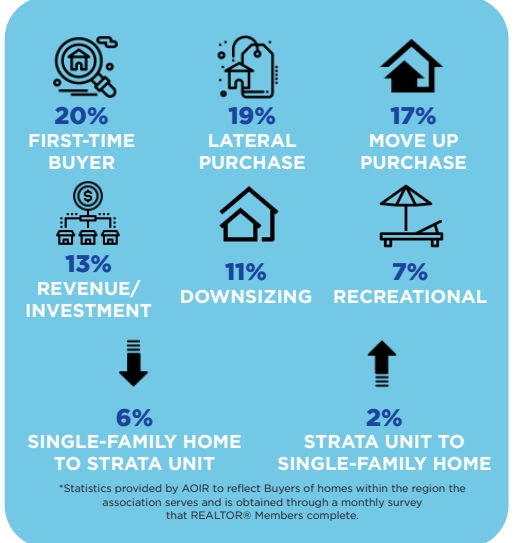 20%
FIRST-TIME
BUYER
19%
LATERAL
PURCHASE
17%
MOVE UP
PURCHASE
$
13%
REVENUE/
INVESTMENT
11%
DOWNSIZING
7%
RECREATIONAL
6%
SINGLE-FAMILY HOME
TO STRATA UNIT
2%
STRATA UNIT TO
SINGLE-FAMILY HOME
*Statistics provided by AOIR to reflect Buyers of homes within the region the
association serves and is obtained through a monthly survey
that REALTOR® Members complete.